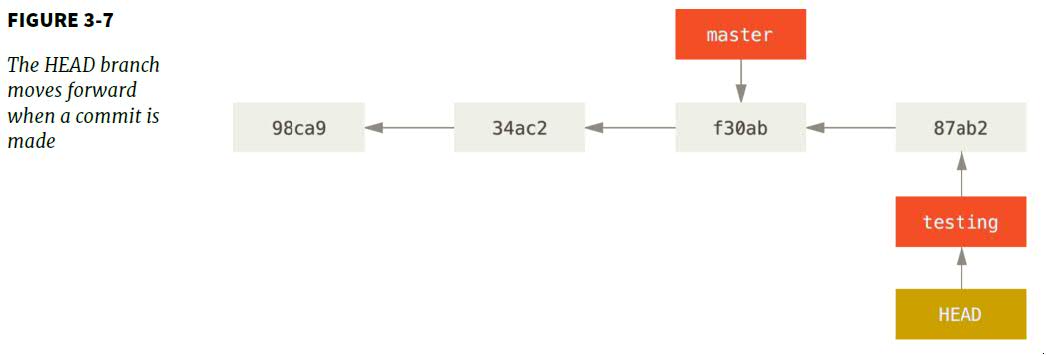 FIGURE 3-7
The HEAD branch
moves forward
when a commit is
made
master
98ca9
34ac2
f30ab
87ab2
testing
HEAD